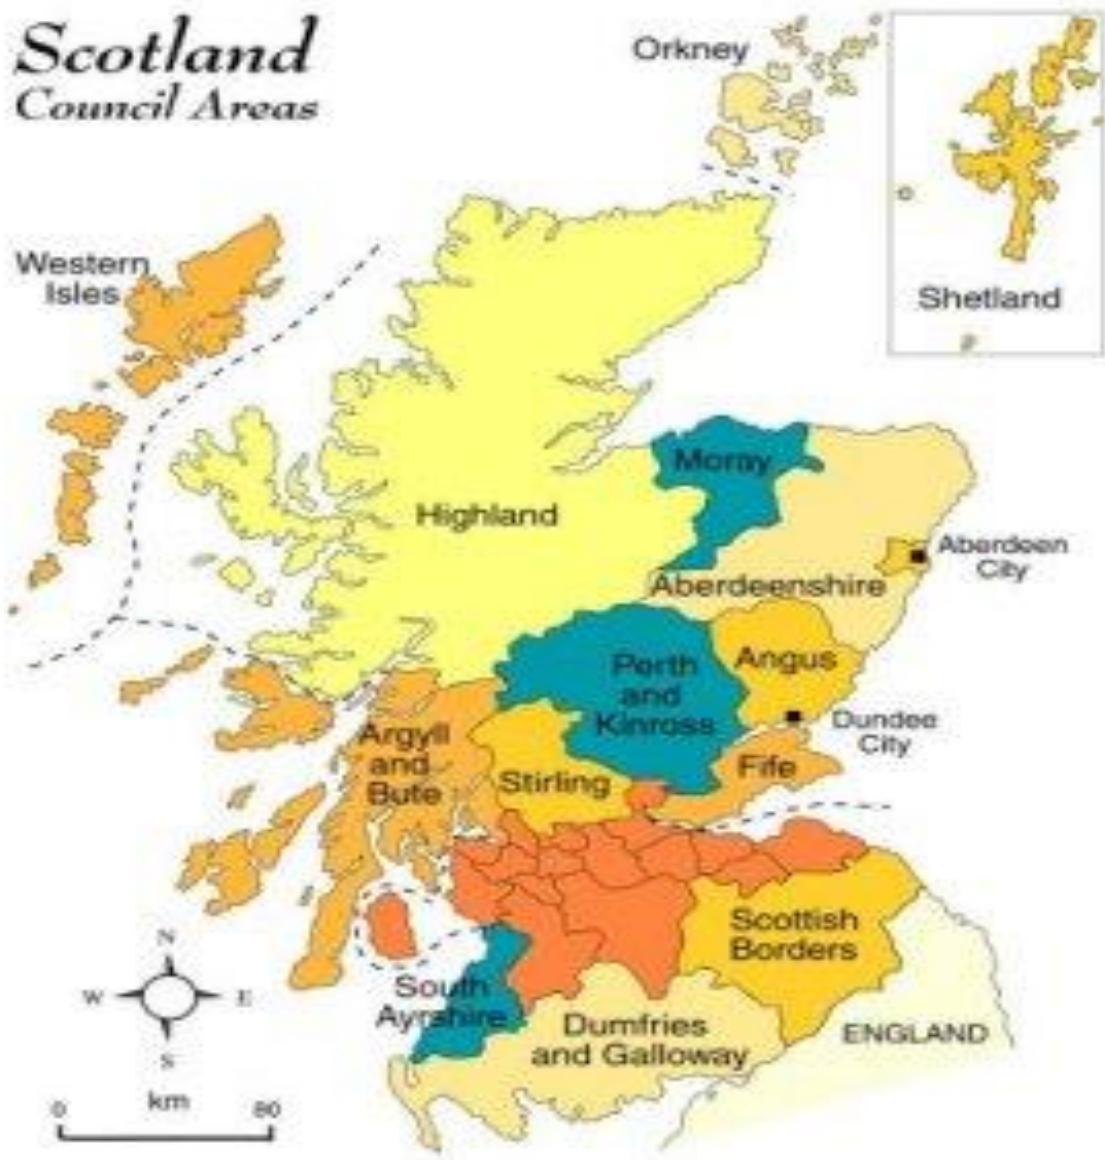 Scotland
Council Areas
Orkney
Western
Isles
Shetland
Moray
Highland
Aberdeen
City
Aberdeenshire
Perth
and
Kinross
Angus
Dundee
City
Argyll
and
Bute
Stirling
Fife
Scottish
Borders
N
W
E
S
South
Ayrshire
Dumfries
and Galloway
ENGLAND
km
0
80